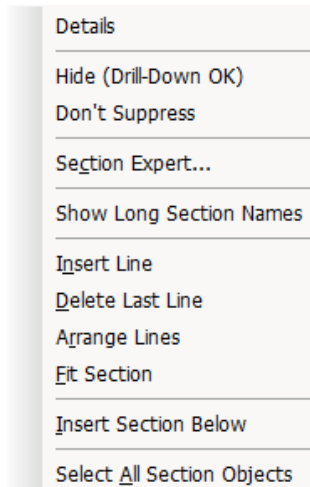 Details
Hide (Drill-Down OK)
Don't Suppress
Section Expert...
Show Long Section Names
Insert Line
Delete Last Line
Arrange Lines
Fit Section
Insert Section Below
Select All Section Objects